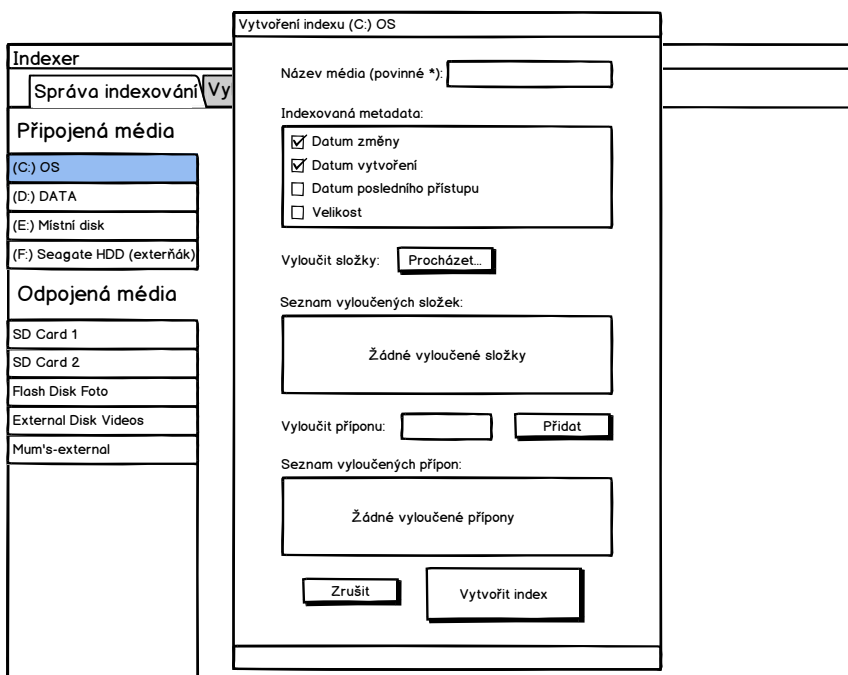 Indexer
Správa indexování
Vy
Připojená média
(C:) OS
(D:) DATA
(E:) Místní disk
(F:) Seagate HDD (exterňák)
Odpojená média
SD Card 1
SD Card 2
Flash Disk Foto
External Disk Videos
Mum's-external
Vytvoření indexu (C:) OS
Název média (povinné *):
Indexovaná metadata:
Datum změny
Datum vytvoření
Datum posledního přístupu
Velikost
Vyloučit složky: Procházet...
Seznam vyloučených složek:
Žádné vyloučené složky
Vyloučit příponu: Přidat
Seznam vyloučených přípon:
Žádné vyloučené přípony
Zrušit Vytvořit index